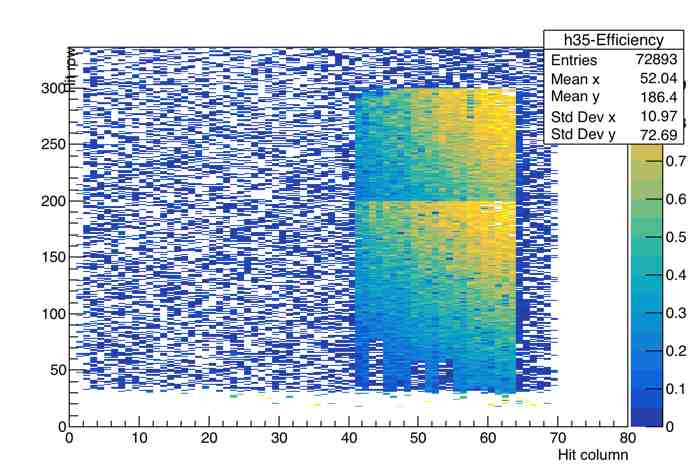 h35-Efficiency
Entries 72893
Mean x 52.04
Mean y 186.4
Std Dev x 10.97
Std Dev y 72.69
300
250
200
150
100
50
0
0 10 20 30 40 50 60 70 80
Hit column
0.7
0.6
0.5
0.4
0.3
0.2
0.1
0